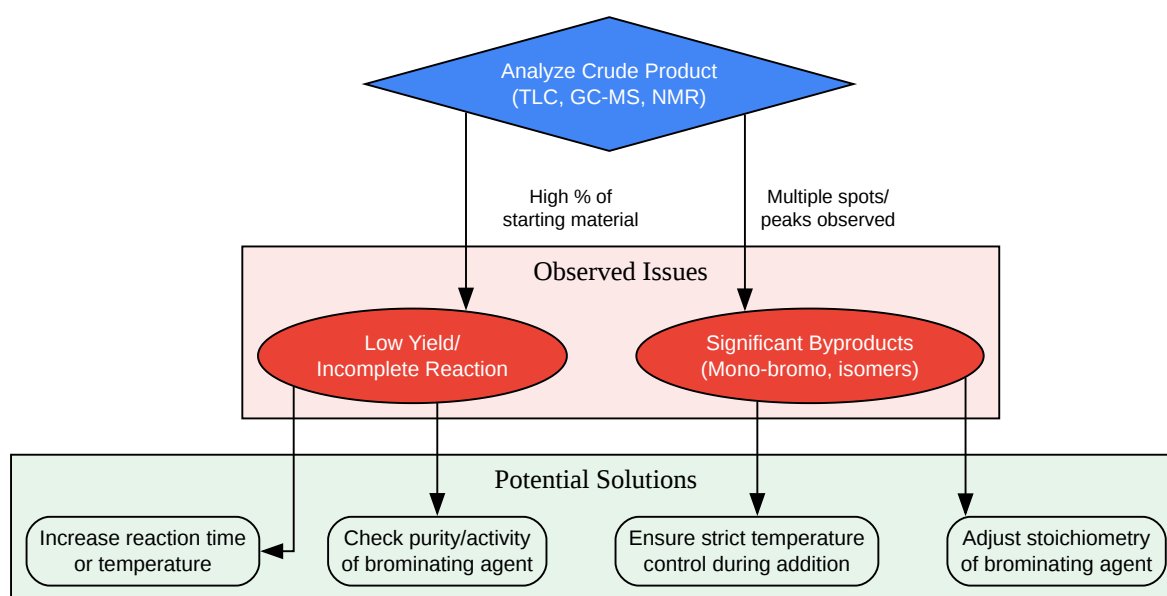 Analyze Crude Product
(TLC, GC-MS, NMR)
High % of
starting material
Multiple spots/
peaks observed
Observed Issues
Low Yield/
Incomplete Reaction
Significant Byproducts
(Mono-bromo, isomers)
Potential Solutions
Increase reaction time
or temperature
Check purity/activity
of brominating agent
Ensure strict temperature
control during addition
Adjust stoichiometry
of brominating agent